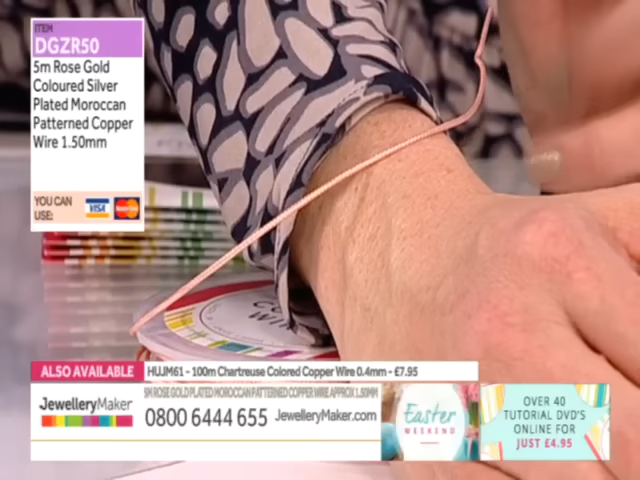 ITEM
DGZR50
5m Rose Gold
Coloured Silver
Plated Moroccan
Patterned Copper
Wire 1.50mm
YOU CAN
USE:
VISA
ALSO AVAILABLE
HUJM61 - 100m Chartreuse Colored Copper Wire 0.4mm - £7.95
5M ROSE GOLD PLATED MOROCCAN PATTERNED COPPER WIRE APPROX 1.50MM
JewelleryMaker
0800 6444 655
JewelleryMaker.com
Easter
WEEKEND
OVER 40
TUTORIAL DVD'S
ONLINE FOR
JUST £4.95